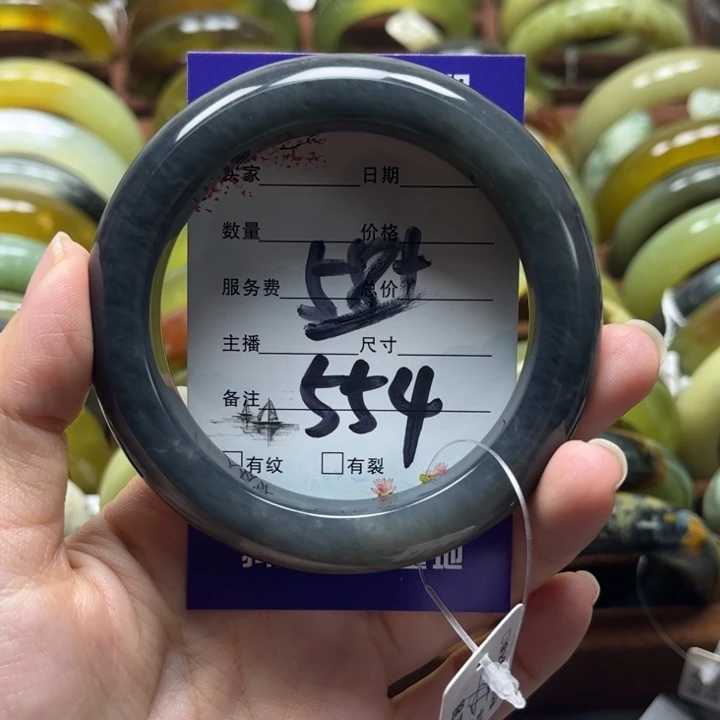 买家 日期
数量 价格
服务费 总价
主播 尺寸
备注 554
□有纹 □有裂